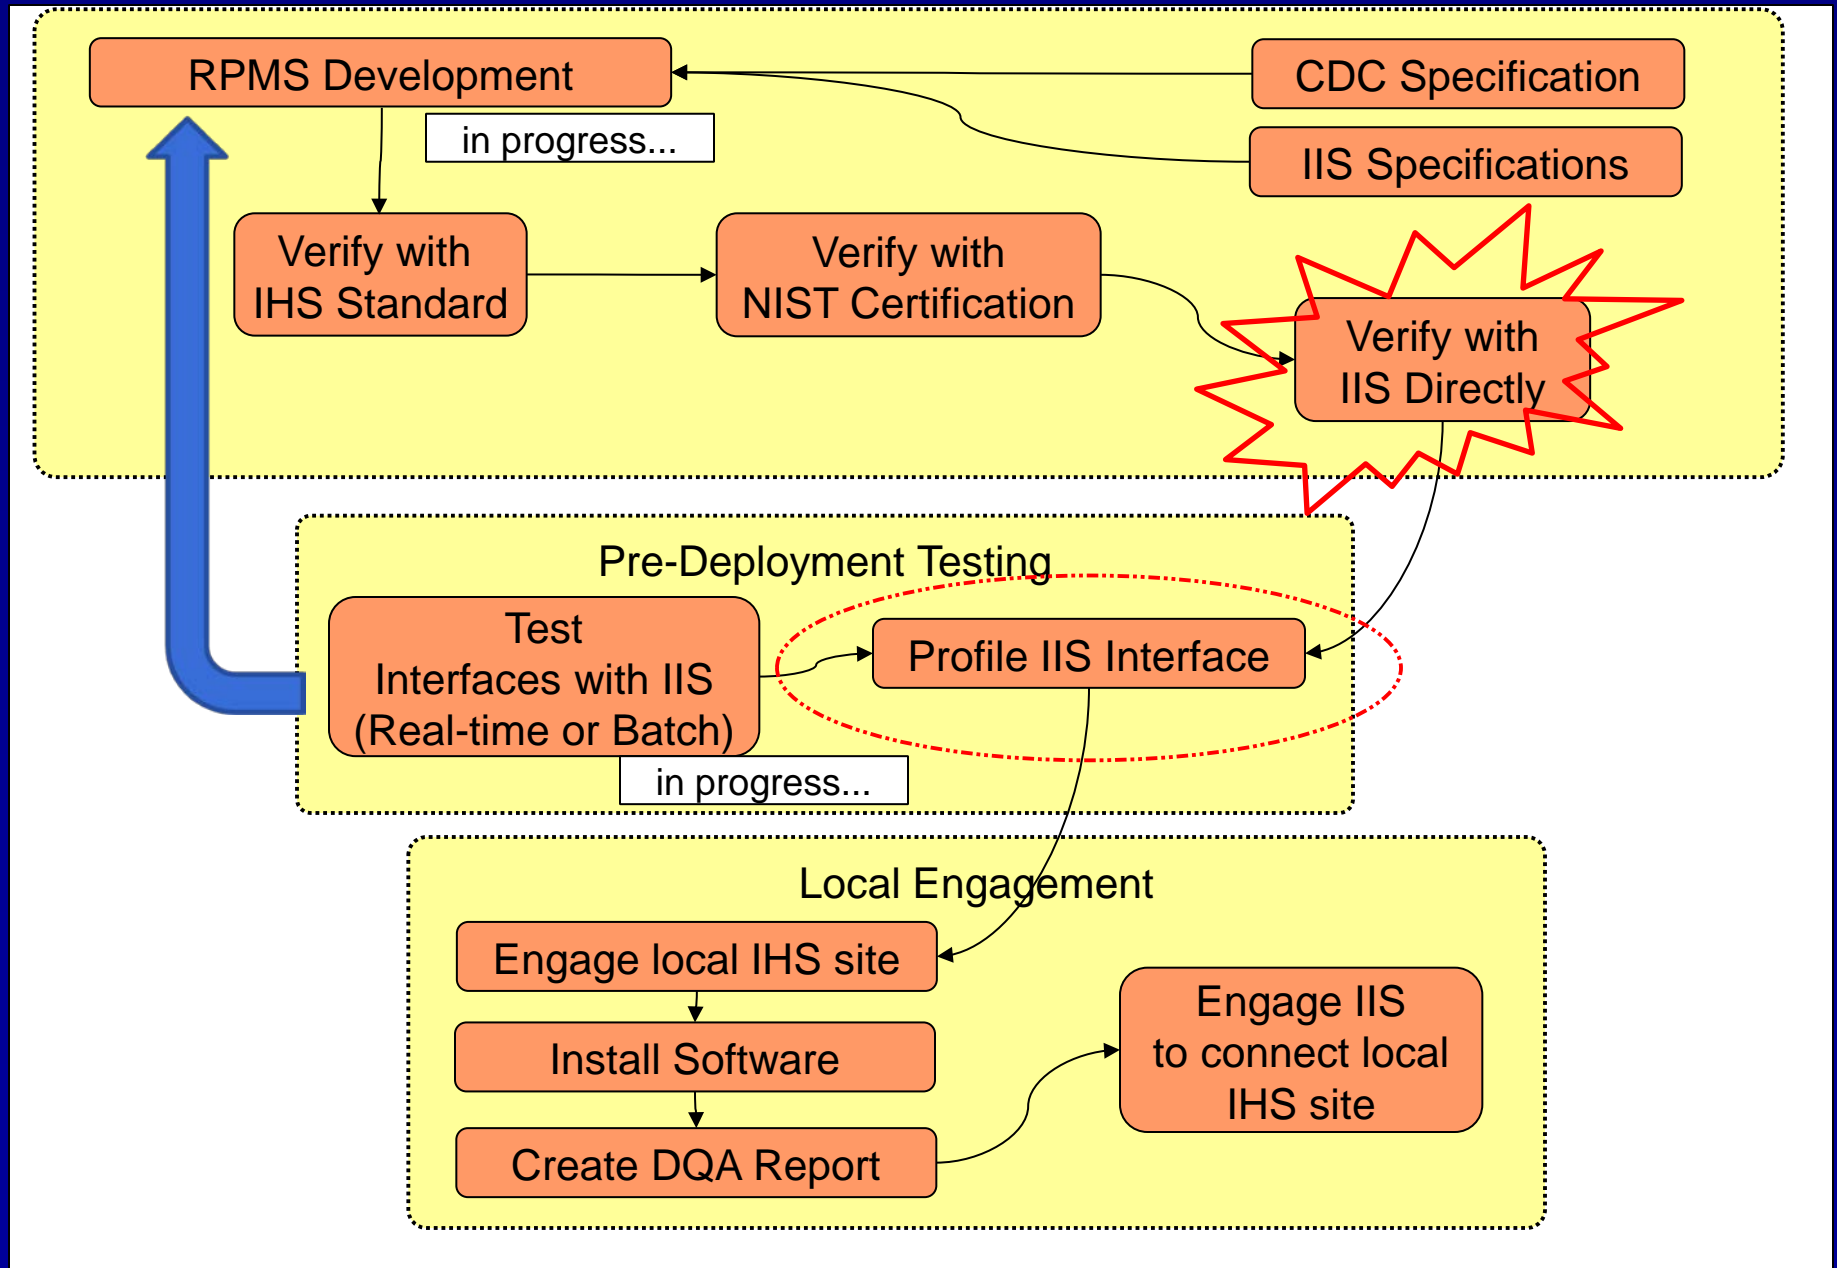 RPMS Development
CDC Specification
in progress...
IIS Specifications
Verify with
IHS Standard
Verify with
NIST Certification
Verify with
IIS Directly
Pre-Deployment Testing
Test
Interfaces with IIS
(Real-time or Batch)
Profile IIS Interface
in progress...
Local Engagement
Engage local IHS site
Install Software
Create DQA Report
Engage IIS
to connect local
IHS site